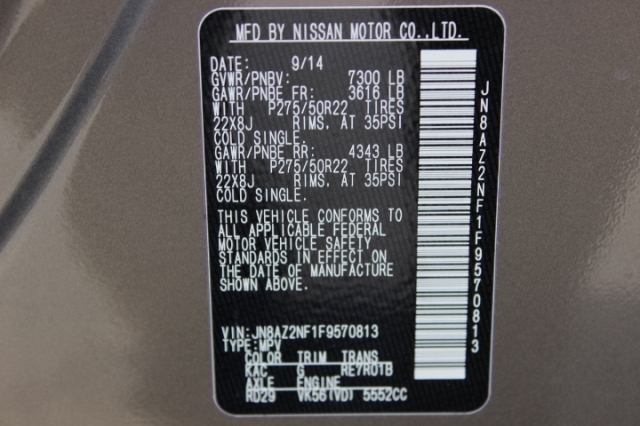 MFD BY NISSAN MOTOR CO.,LTD.
DATE: 9/14
GVWR/PNBV: 7300 LB
GAWR/PNBE FR: 3616 LB
WITH P275/50R22 TIRES
22X8J RIMS, AT 35PSI
COLD SINGLE.
GAWR/PNBE RR: 4343 LB
WITH P275/50R22 TIRES
22X8J RIMS, AT 35PSI
COLD SINGLE.
THIS VEHICLE CONFORMS TO
ALL APPLICABLE FEDERAL
MOTOR VEHICLE SAFETY
STANDARDS IN EFFECT ON
THE DATE OF MANUFACTURE
SHOWN ABOVE.
VIN:JN8AZ2NF1F9570813
TYPE:MPV
COLOR TRIM TRANS
KAC G RE7R01B
AXLE ENGINE
RD29 VK56(VD) 5552CC
JN8AZ2NF1F9570813